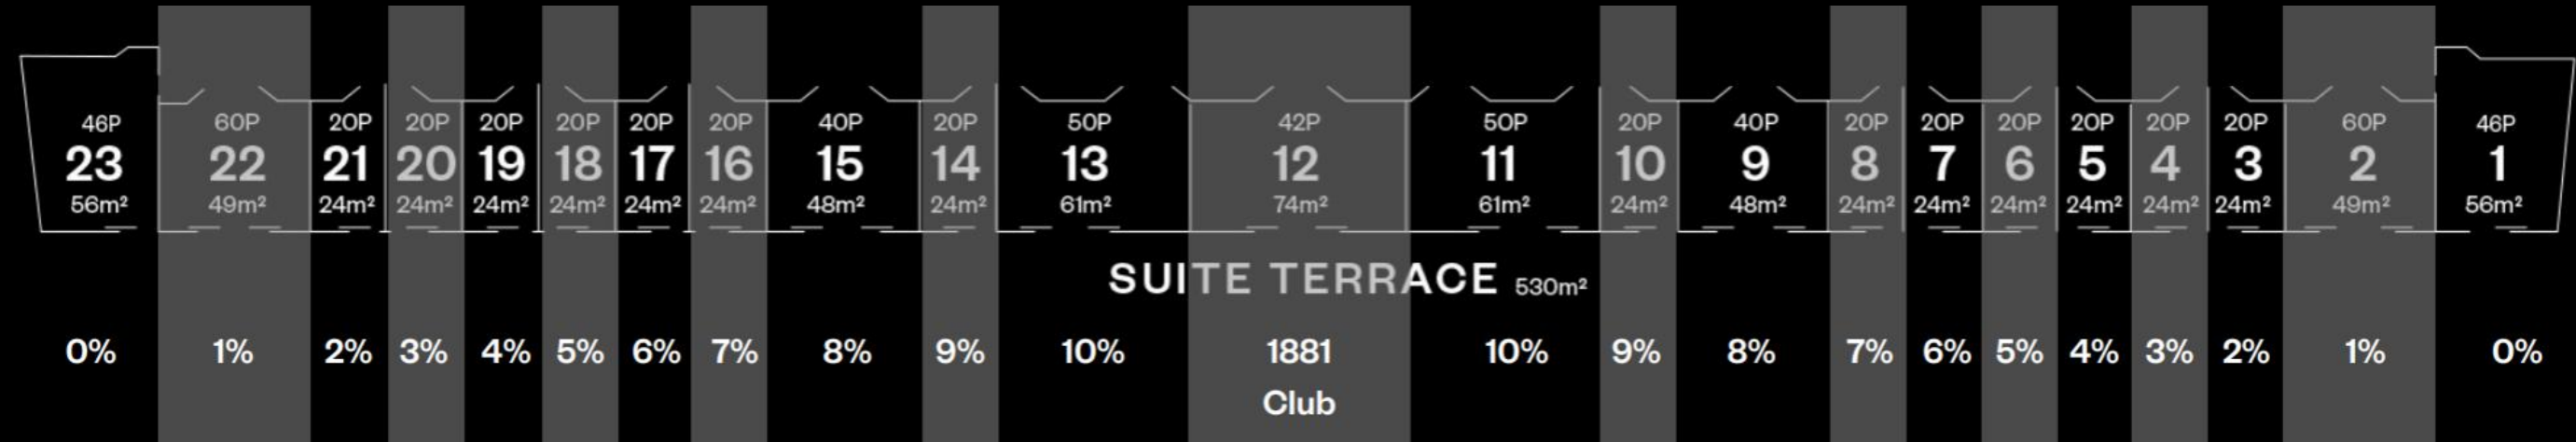 46P 60P 20P 20P 20P 20P 20P 20P 40P 20P 50P 42P 50P 20P 40P 20P 20P 20P 20P 20P 20P 60P 46P
23 22 21 20 19 18 17 16 15 14 13 12 11 10 9 8 7 6 5 4 3 2 1
56m² 49m² 24m² 24m² 24m² 24m² 24m² 24m² 48m² 24m² 61m² 74m² 61m² 24m² 48m² 24m² 24m² 24m² 24m² 24m² 24m² 49m² 56m²
SUITE TERRACE 530m²
0% 1% 2% 3% 4% 5% 6% 7% 8% 9% 10% 1881 10% 9% 8% 7% 6% 5% 4% 3% 2% 1% 0%
Club